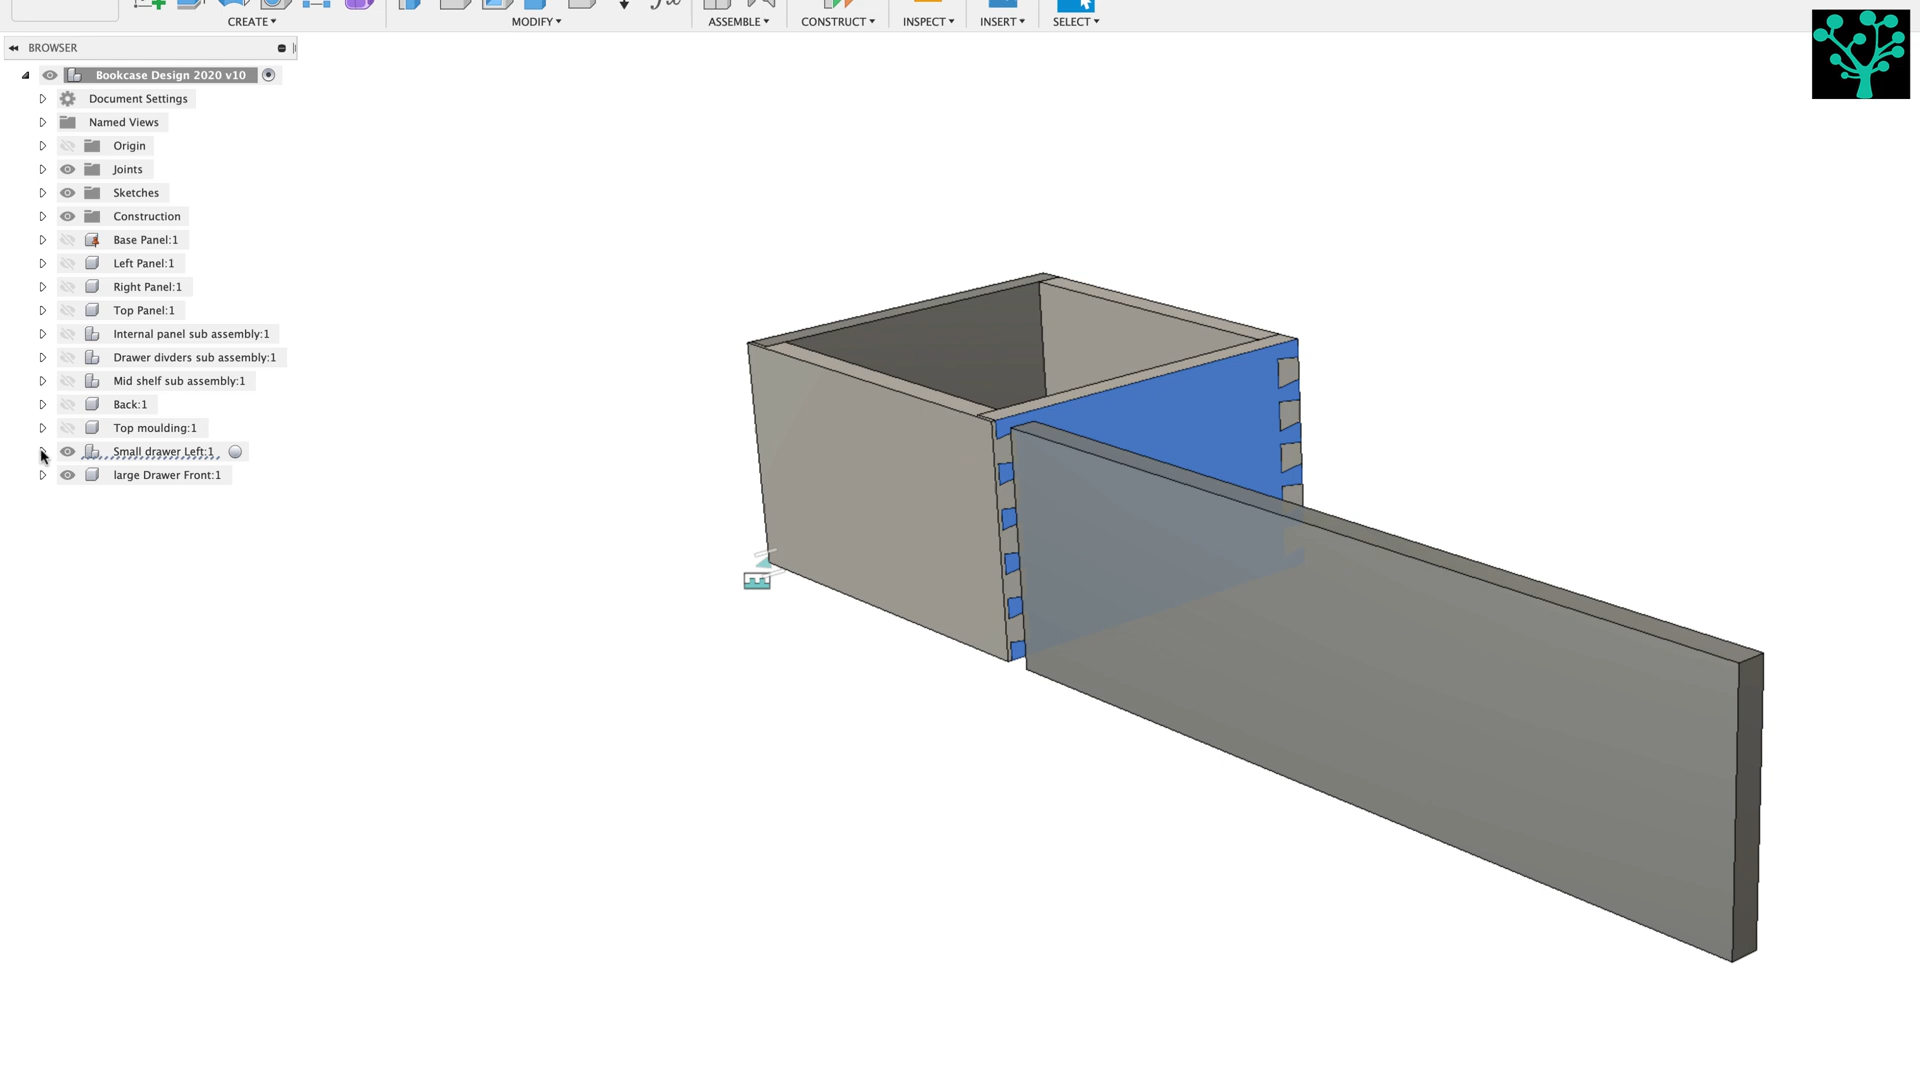 CREATE
MODIFY
ASSEMBLE
CONSTRUCT
INSPECT
INSERT
SELECT
BROWSER
Bookcase Design 2020 v10
Document Settings
Named Views
Origin
Joints
Sketches
Construction
Base Panel:1
Left Panel:1
Right Panel:1
Top Panel:1
Internal panel sub assembly:1
Drawer divders sub assembly:1
Mid shelf sub assembly:1
Back:1
Top moulding:1
Small drawer Left:1
large Drawer Front:1